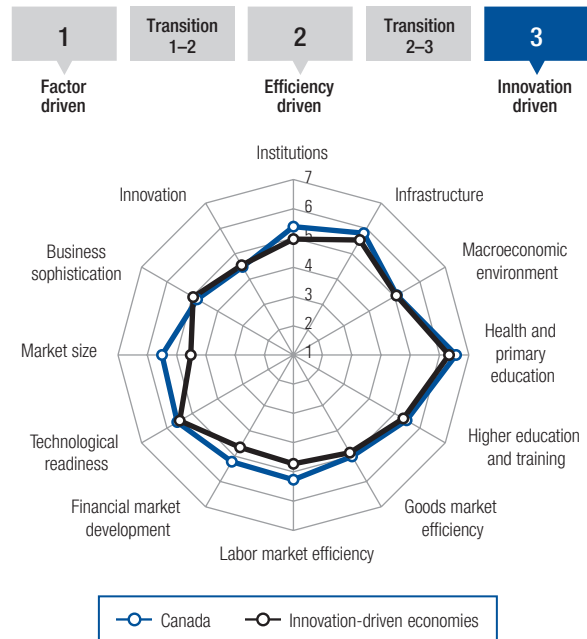 1
Transition
1–2
2
Transition
2–3
3
Factor
driven
Efficiency
driven
Innovation
driven
Institutions
Infrastructure
Macroeconomic
environment
Health and
primary
education
Higher education
and training
Goods market
efficiency
Labor market efficiency
Financial market
development
Technological
readiness
Market size
Business
sophistication
Innovation
7
6
5
4
3
2
1
Canada
Innovation-driven economies